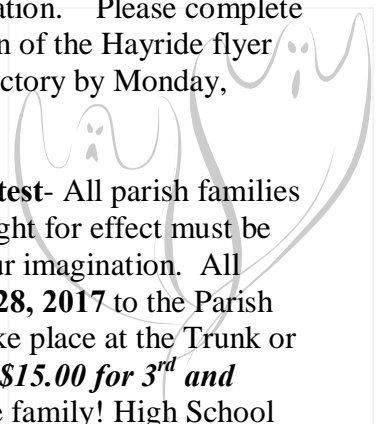 ation. Please complete
n of the Hayride flyer
ctory by Monday,
test- All parish families
ght for effect must be
ur imagination. All
28, 2017 to the Parish
ke place at the Trunk or
$15.00 for 3rd and
e family! High School